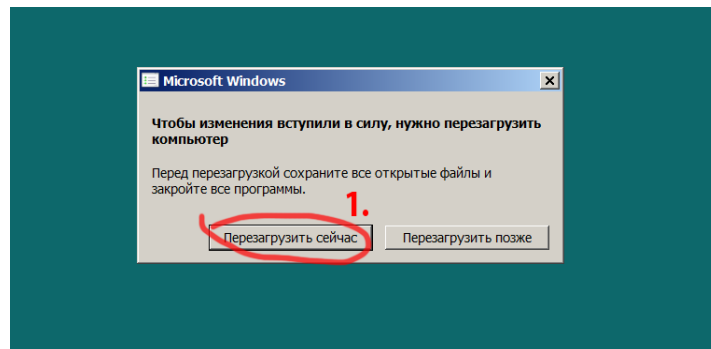 Microsoft Windows
Чтобы изменения вступили в силу, нужно перезагрузить
компьютер
Перед перезагрузкой сохраните все открытые файлы и
закройте все программы.
1.
Перезагрузить сейчас
Перезагрузить позже